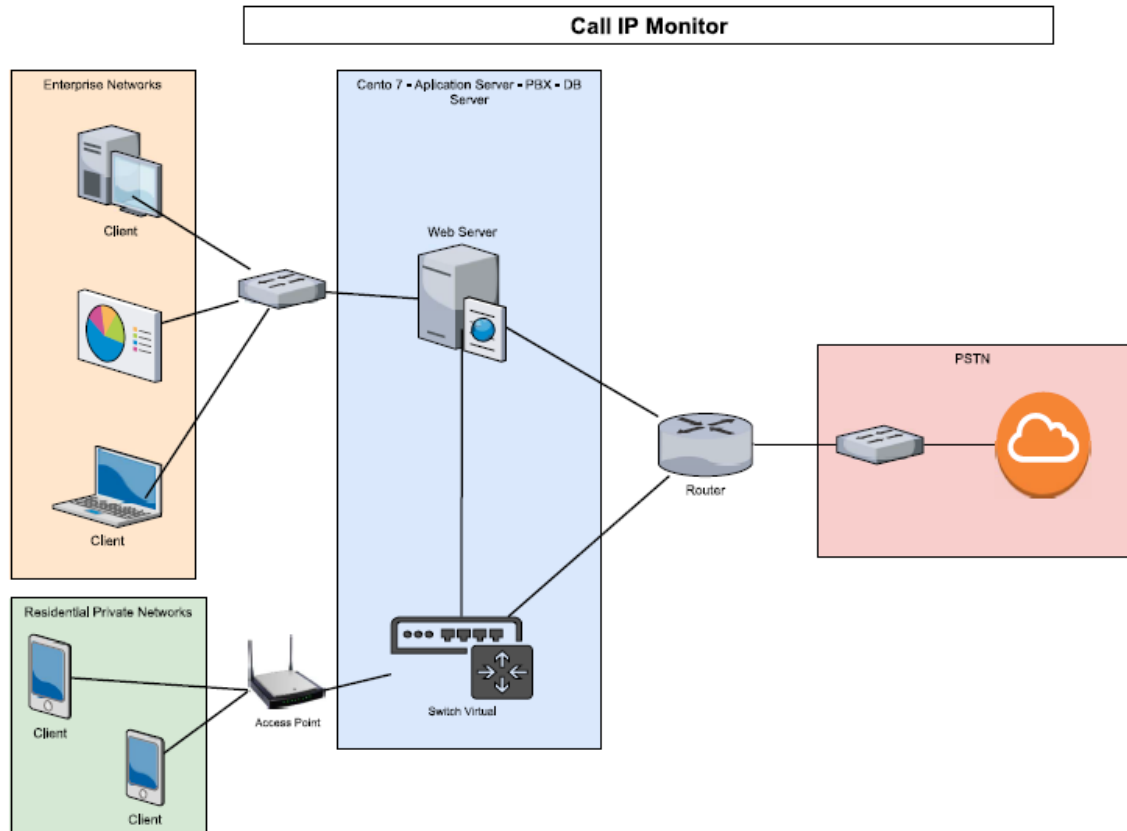 Call IP Monitor
Enterprise Networks
Client
Client
Residential Private Networks
Client
Client
Access Point
Cento 7 - Aplication Server - PBX - DB
Server
Web Server
Switch Virtual
Router
PSTN